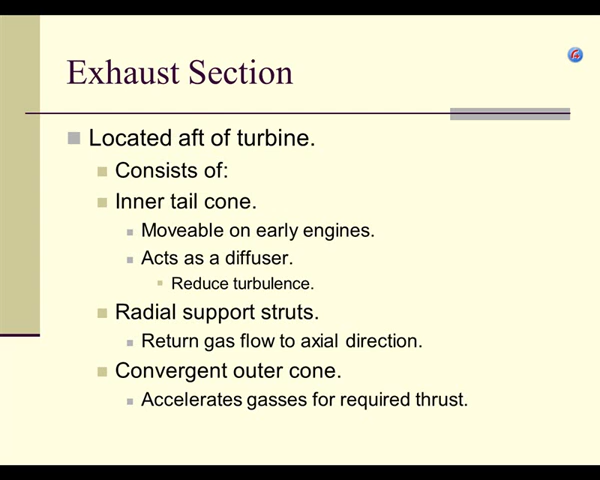 Exhaust Section
Located aft of turbine.
Consists of:
Inner tail cone.
Moveable on early engines.
Acts as a diffuser.
Reduce turbulence.
Radial support struts.
Return gas flow to axial direction.
Convergent outer cone.
Accelerates gasses for required thrust.